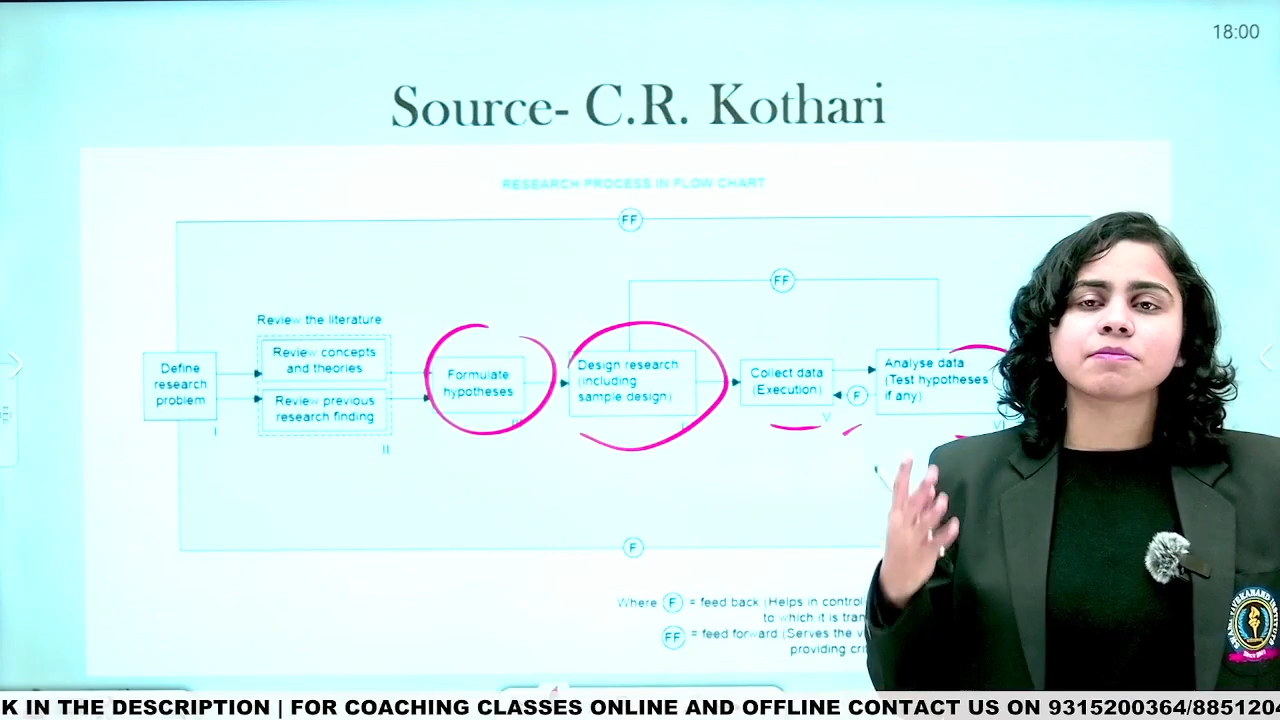 18:00
Source- C.R. Kothari
RESEARCH PROCESS IN FLOW CHART
FF
FF
Review the literature
Define
research
problem
I
Review concepts
and theories
Review previous
research finding
II
Formulate
hypotheses
III
Design research
(including
sample design)
Collect data
(Execution)
V
F
Analyse data
(Test hypotheses
if any)
VI
F
Where F = feed back (Helps in control
to which it is tran
FF = feed forward (Serves the v
providing cri
K IN THE DESCRIPTION | FOR COACHING CLASSES ONLINE AND OFFLINE CONTACT US ON 9315200364/8851204